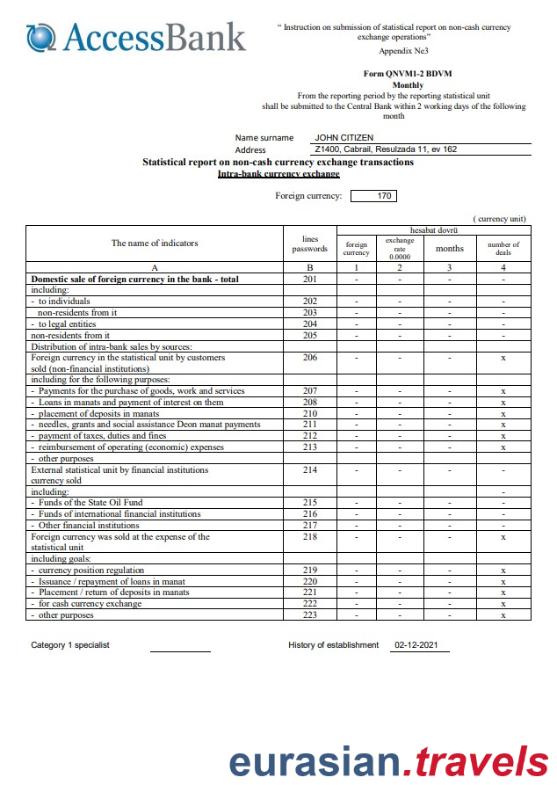 AccessBank
“ Instruction on submission of statistical report on non-cash currency
exchange operations”
Appendix №3
Form QNVM1-2 BDVM
Monthly
From the reporting period by the reporting statistical unit
shall be submitted to the Central Bank within 2 working days of the following
month
Name surname JOHN CITIZEN
Address Z1400, Cabrail, Resulzada 11, ev 162
Statistical report on non-cash currency exchange transactions
Intra-bank currency exchange
Foreign currency: 170
( currency unit)
The name of indicators lines passwords hesabat dovrü
foreign currency exchange rate 0.0000 months number of deals
A B 1 2 3 4
Domestic sale of foreign currency in the bank - total 201 - - - -
including:
- to individuals 202 - - - -
non-residents from it 203 - - - -
- to legal entities 204 - - - -
non-residents from it 205 - - - -
Distribution of intra-bank sales by sources:
Foreign currency in the statistical unit by customers 206 - - - x
sold (non-financial institutions)
including for the following purposes:
- Payments for the purchase of goods, work and services 207 - - - x
- Loans in manats and payment of interest on them 208 - - - x
- placement of deposits in manats 210 - - - x
- needles, grants and social assistance Deon manat payments 211 - - - x
- payment of taxes, duties and fines 212 - - - x
- reimbursement of operating (economic) expenses 213 - - - x
- other purposes
External statistical unit by financial institutions 214 - - - -
currency sold
including: -
- Funds of the State Oil Fund 215 - - - -
- Funds of international financial institutions 216 - - - -
- Other financial institutions 217 - - - -
Foreign currency was sold at the expense of the 218 - - - x
statistical unit
including goals:
- currency position regulation 219 - - - x
- Issuance / repayment of loans in manat 220 - - - x
- Placement / return of deposits in manats 221 - - - x
- for cash currency exchange 222 - - - x
- other purposes 223 - - - x
Category 1 specialist History of establishment 02-12-2021
eurasian.travels